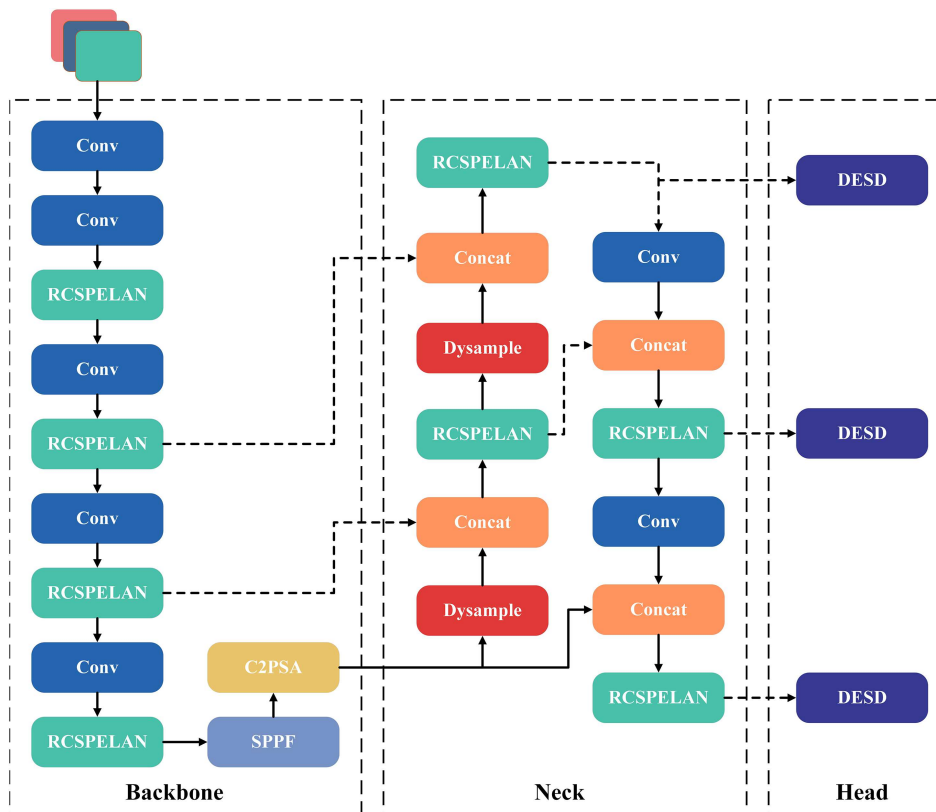 Conv
Conv
RCSPELAN
Conv
RCSPELAN
Conv
RCSPELAN
Conv
RCSPELAN
C2PSA
SPPF
Backbone
RCSPELAN
Concat
Dysample
RCSPELAN
Concat
Dysample
Conv
Concat
RCSPELAN
Conv
Concat
RCSPELAN
Neck
DESD
DESD
DESD
Head